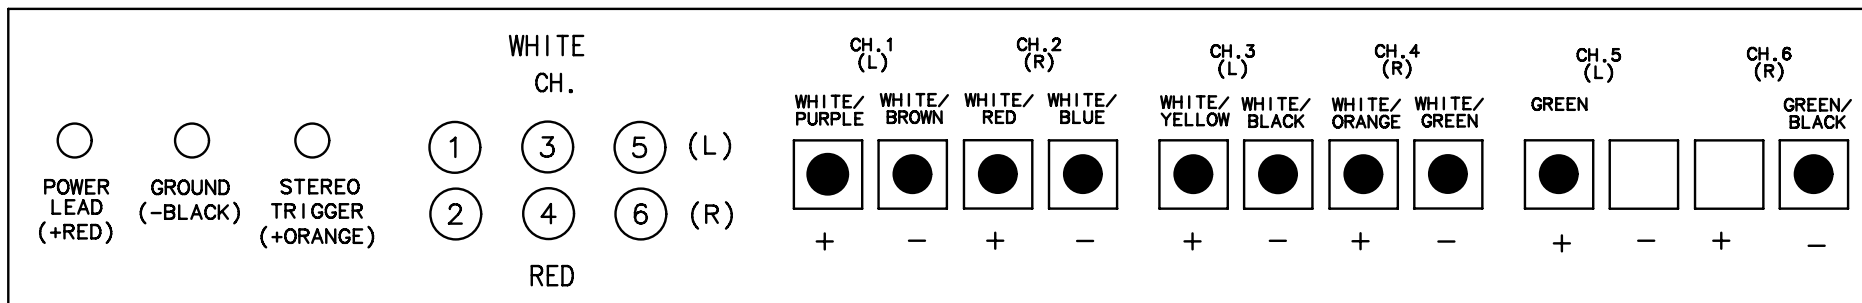 POWER
LEAD
(+RED)
GROUND
(-BLACK)
STEREO
TRIGGER
(+ORANGE)
WHITE
CH.
1 3 5 (L)
2 4 6 (R)
RED
CH.1
(L)
WHITE/
PURPLE
+
WHITE/
BROWN
−
CH.2
(R)
WHITE/
RED
+
WHITE/
BLUE
−
CH.3
(L)
WHITE/
YELLOW
+
WHITE/
BLACK
−
CH.4
(R)
WHITE/
ORANGE
+
WHITE/
GREEN
−
CH.5
(L)
GREEN
+
−
CH.6
(R)
+
GREEN/
BLACK
−